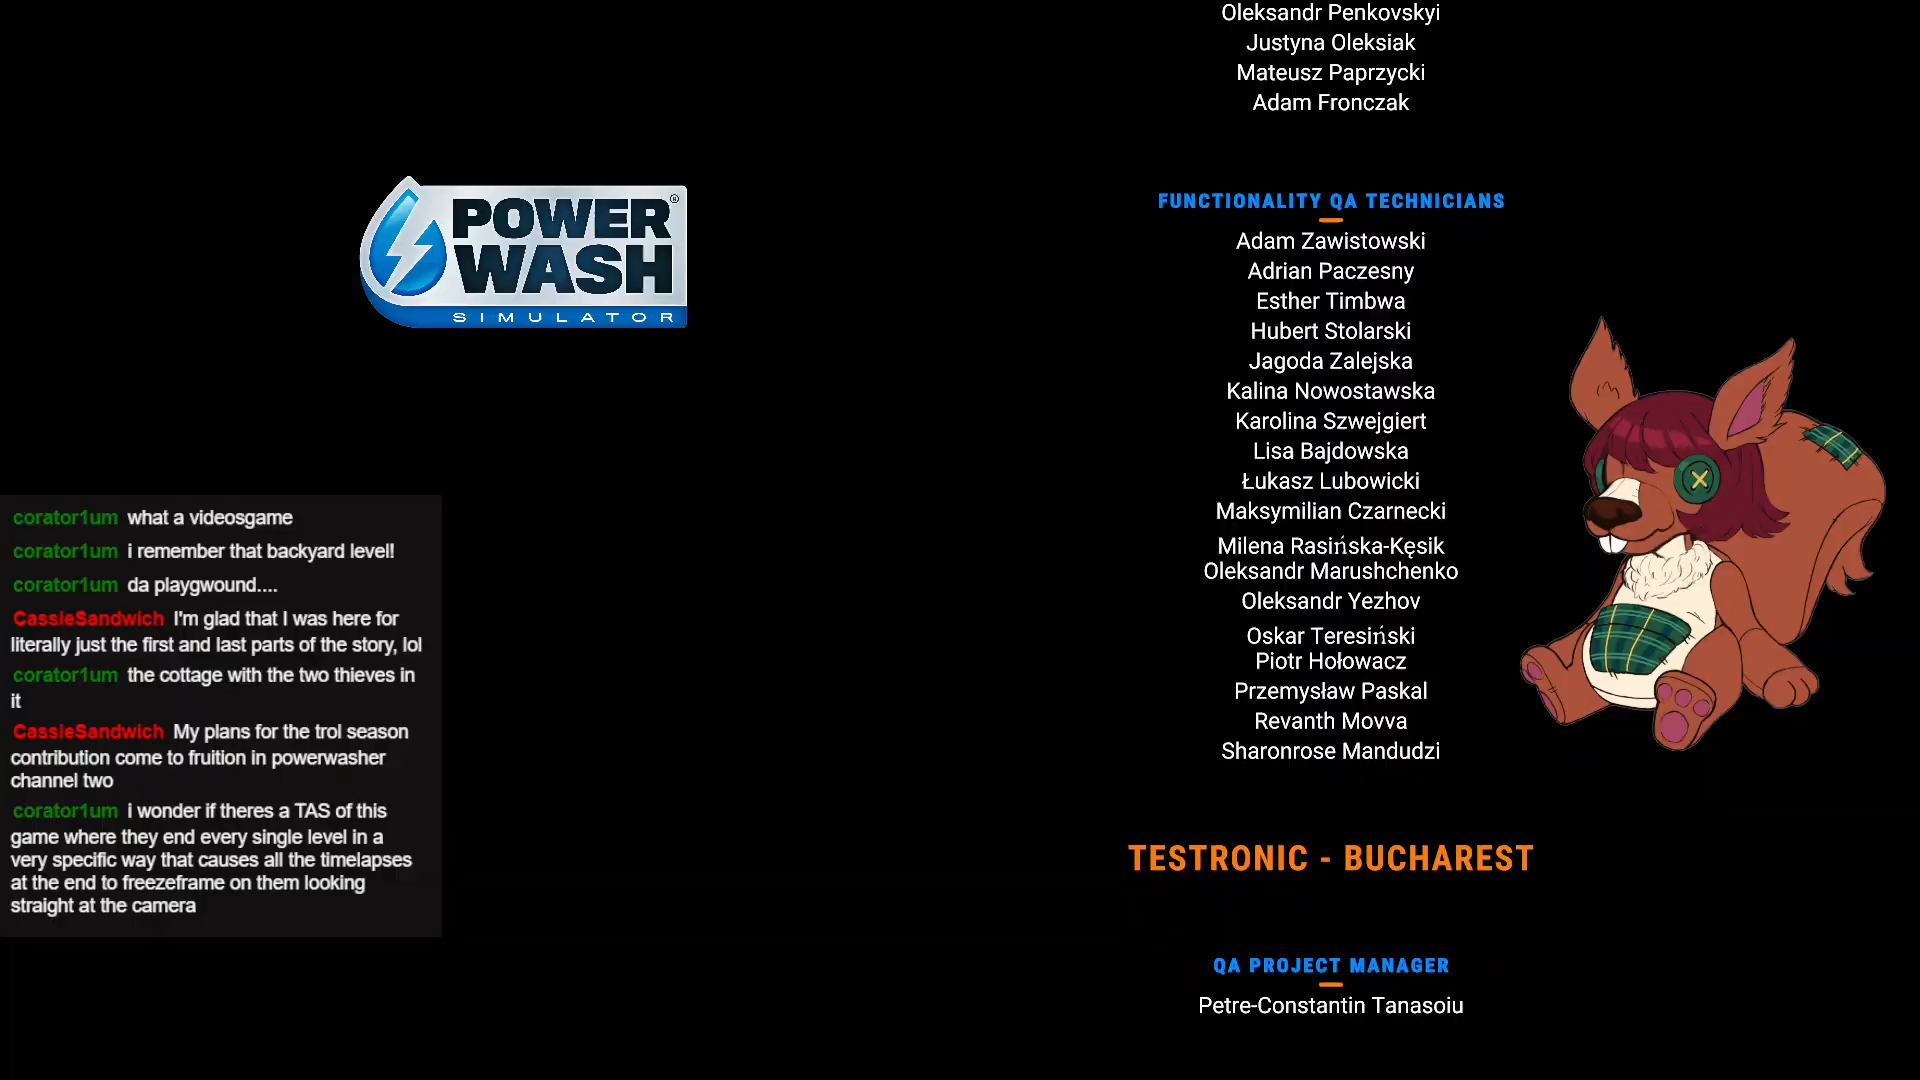 POWER
WASH
SIMULATOR
®
corator1um what a videosgame
corator1um i remember that backyard level!
corator1um da playgwound....
CassieSandwich I'm glad that I was here for
literally just the first and last parts of the story, lol
corator1um the cottage with the two thieves in
it
CassieSandwich My plans for the trol season
contribution come to fruition in powerwasher
channel two
corator1um i wonder if theres a TAS of this
game where they end every single level in a
very specific way that causes all the timelapses
at the end to freezeframe on them looking
straight at the camera
Oleksandr Penkovskyi
Justyna Oleksiak
Mateusz Paprzycki
Adam Fronczak
FUNCTIONALITY QA TECHNICIANS
Adam Zawistowski
Adrian Paczesny
Esther Timbwa
Hubert Stolarski
Jagoda Zalejska
Kalina Nowostawska
Karolina Szwejgiert
Lisa Bajdowska
Łukasz Lubowicki
Maksymilian Czarnecki
Milena Rasińska-Kęsik
Oleksandr Marushchenko
Oleksandr Yezhov
Oskar Teresiński
Piotr Hołowacz
Przemysław Paskal
Revanth Movva
Sharonrose Mandudzi
TESTRONIC - BUCHAREST
QA PROJECT MANAGER
Petre-Constantin Tanasoiu